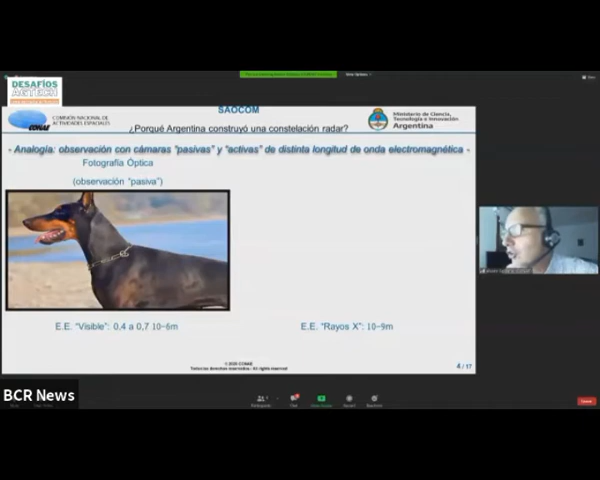 DESAFÍOS
AGTECH
SAOCOM
CONAE
COMISIÓN NACIONAL DE
ACTIVIDADES ESPACIALES
¿Porqué Argentina construyó una constelación radar?
Ministerio de Ciencia,
Tecnología e Innovación
Argentina
- Analogía: observación con cámaras "pasivas" y "activas" de distinta longitud de onda electromagnética -
Fotografía Óptica
(observación "pasiva")
E.E. "Visible": 0,4 a 0,7 10-6m
E.E. "Rayos X": 10-9m
Todos los derechos reservados - All rights reserved
4 / 17
BCR News